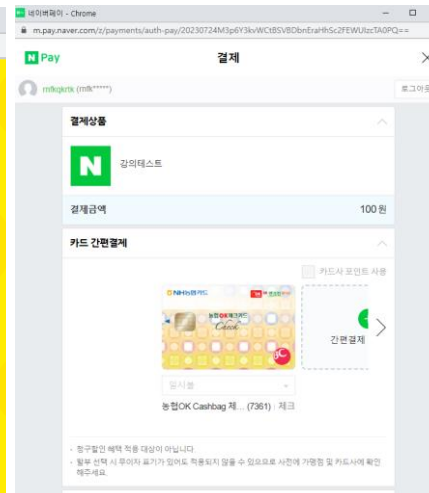 네이버페이 - Chrome
m.pay.naver.com/z/payments/auth-pay/
N Pay
결제
로그아웃
결제상품
N
강의테스트
결제금액
100원
카드 간편결제
카드사 포인트 사용
NH농협카드
농협OK체크카드
Check
BC
간편결제
일시불
농협OK Cashbag 체... (7361) | 체크
- 청구할인 혜택 적용 대상이 아닙니다.
- 할부 선택 시 무이자 표기가 있어도 적용되지 않을 수 있으므로 사전에 가맹점 및 카드사에 확인
해주세요.